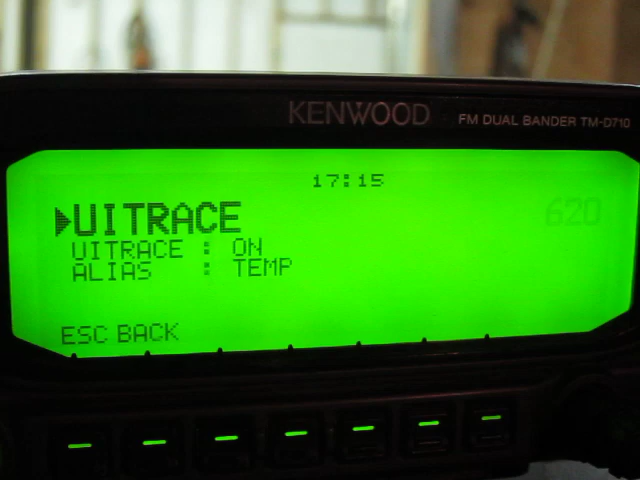 KENWOOD
FM DUAL BANDER TM-D710
17:15
▶UITRACE 620
UITRACE : ON
ALIAS : TEMP
ESC BACK